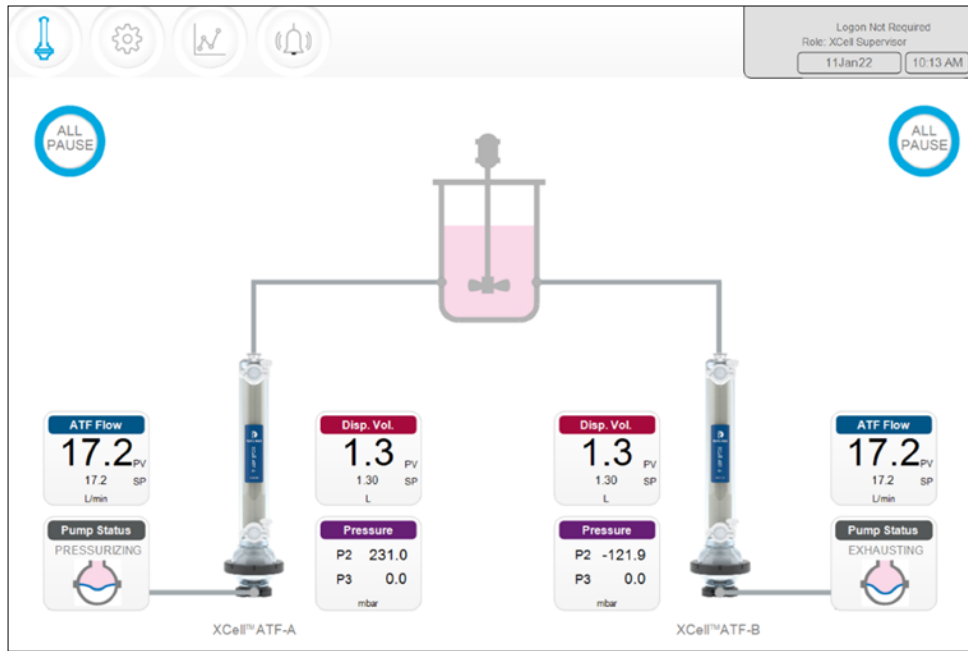 Logon Not Required
Role: XCell Supervisor
11Jan22
10:13 AM
ALL
PAUSE
ALL
PAUSE
ATF Flow
17.2 PV
17.2 SP
L/min
Pump Status
PRESSURIZING
Disp. Vol.
1.3 PV
1.30 SP
L
Pressure
P2 231.0
P3 0.0
mbar
XCell™ATF-A
Disp. Vol.
1.3 PV
1.30 SP
L
Pressure
P2 -121.9
P3 0.0
mbar
ATF Flow
17.2 PV
17.2 SP
L/min
Pump Status
EXHAUSTING
XCell™ATF-B